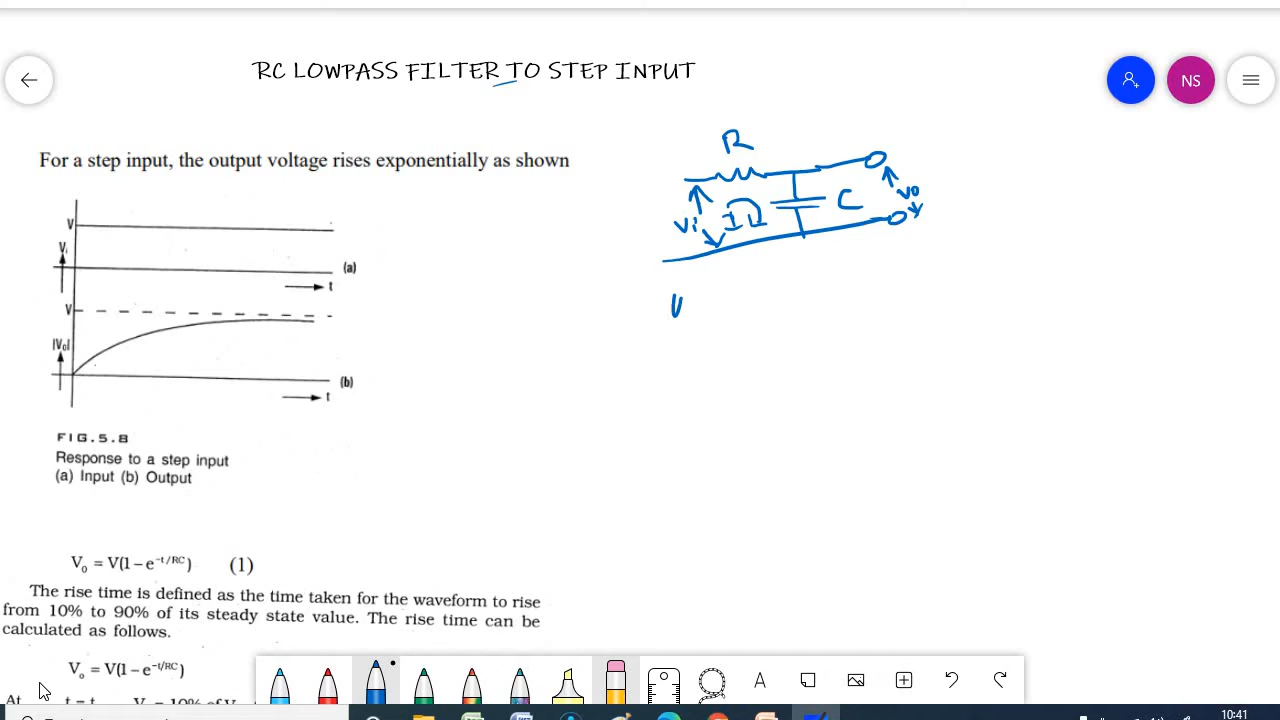 RC LOWPASS FILTER TO STEP INPUT
NS
For a step input, the output voltage rises exponentially as shown
V
Vi
(a)
t
V
|Vo|
(b)
t
FIG.5.8
Response to a step input
(a) Input (b) Output
R
Vi
C
Vo
V
Vo = V(1 – e–t/RC) (1)
The rise time is defined as the time taken for the waveform to rise
from 10% to 90% of its steady state value. The rise time can be
calculated as follows.
Vo = V(1 – e–t/RC)
At
A
10:41